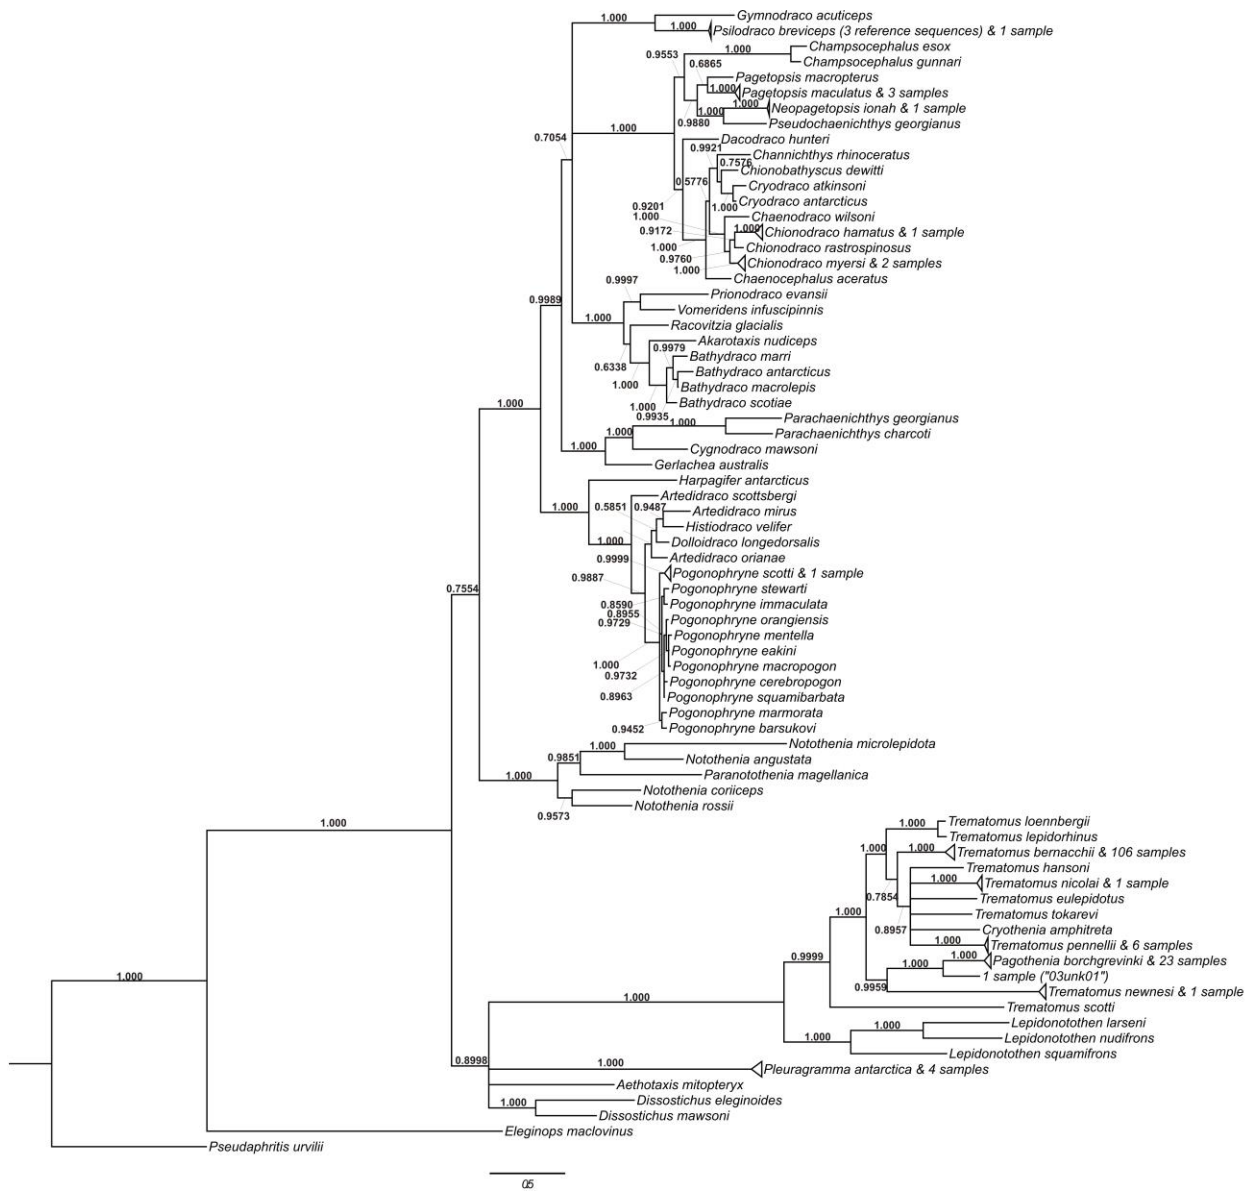 1.000
Gymnodraco acuticeps
1.000
Psilodraco breviceps (3 reference sequences) & 1 sample
0.9553
1.000
Champsocephalus esox
0.6865
Champsocephalus gunnari
Pagetopsis macropterus
1.000
Pagetopsis maculatus & 3 samples
1.000
Neopagetopsis ionah & 1 sample
1.000
0.9880
Pseudochaenichthys georgianus
1.000
0.7054
Dacodraco hunteri
0.9921
Channichthys rhinoceratus
0.7576
Chionobathyscus dewitti
0.5776
Cryodraco atkinsoni
Cryodraco antarcticus
0.9201
1.000
1.000
Chaenodraco wilsoni
0.9172
1.000
Chionodraco hamatus & 1 sample
1.000
Chionodraco rastrospinosus
0.9760
1.000
Chionodraco myersi & 2 samples
Chaenocephalus aceratus
0.9997
Prionodraco evansii
0.9989
Vomeridens infuscipinnis
1.000
Racovitzia glacialis
Akarotaxis nudiceps
0.9979
Bathydraco marri
0.6338
Bathydraco antarcticus
1.000
Bathydraco macrolepis
1.000
Bathydraco scotiae
0.9935
1.000
Parachaenichthys georgianus
1.000
1.000
Parachaenichthys charcoti
1.000
Cygnodraco mawsoni
Gerlachea australis
Harpagifer antarcticus
Artedidraco scottsbergi
1.000
0.5851
0.9487
Artedidraco mirus
Histiodraco velifer
1.000
Dolloidraco longedorsalis
0.9999
Artedidraco orianae
0.9887
Pogonophryne scotti & 1 sample
0.7554
Pogonophryne stewarti
0.8590
Pogonophryne immaculata
0.8955
0.9729
Pogonophryne orangiensis
Pogonophryne mentella
Pogonophryne eakini
1.000
Pogonophryne macropogon
0.9732
Pogonophryne cerebropogon
0.8963
Pogonophryne squamibarbata
Pogonophryne marmorata
0.9452
Pogonophryne barsukovi
1.000
Notothenia microlepidota
0.9851
Notothenia angustata
1.000
Paranotothenia magellanica
Notothenia coriiceps
0.9573
Notothenia rossii
1.000
1.000
Trematomus loennbergii
Trematomus lepidorhinus
1.000
1.000
Trematomus bernacchii & 106 samples
Trematomus hansoni
1.000
Trematomus nicolai & 1 sample
0.7854
Trematomus eulepidotus
1.000
Trematomus tokarevi
0.8957
Cryothenia amphitreta
1.000
Trematomus pennellii & 6 samples
0.9999
1.000
Pagothenia borchgrevinki & 23 samples
1.000
1.000
1 sample ("03unk01")
0.9959
Trematomus newnesi & 1 sample
1.000
Trematomus scotti
1.000
Lepidonotothen larseni
1.000
Lepidonotothen nudifrons
Lepidonotothen squamifrons
0.8998
1.000
Pleuragramma antarctica & 4 samples
Aethotaxis mitopteryx
1.000
Dissostichus eleginoides
Dissostichus mawsoni
Eleginops maclovinus
Pseudaphritis urvilii